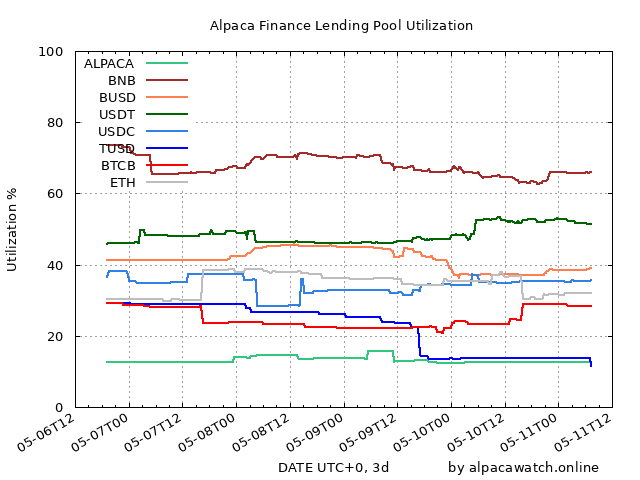 Alpaca Finance Lending Pool Utilization
Utilization %
100
80
60
40
20
0
ALPACA
BNB
BUSD
USDT
USDC
TUSD
BTCB
ETH
05-06T12
05-07T00
05-07T12
05-08T00
05-08T12
05-09T00
05-09T12
05-10T00
05-10T12
05-11T00
05-11T12
DATE UTC+0, 3d
by alpacawatch.online